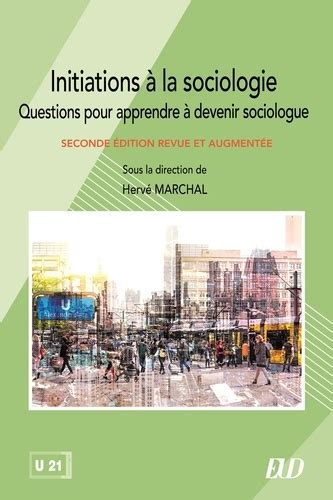 Initiations à la sociologie
Questions pour apprendre à devenir sociologue
SECONDE ÉDITION REVUE ET AUGMENTÉE
Sous la direction de
Hervé MARCHAL
U
Alexanderplatz
U 21
EUD